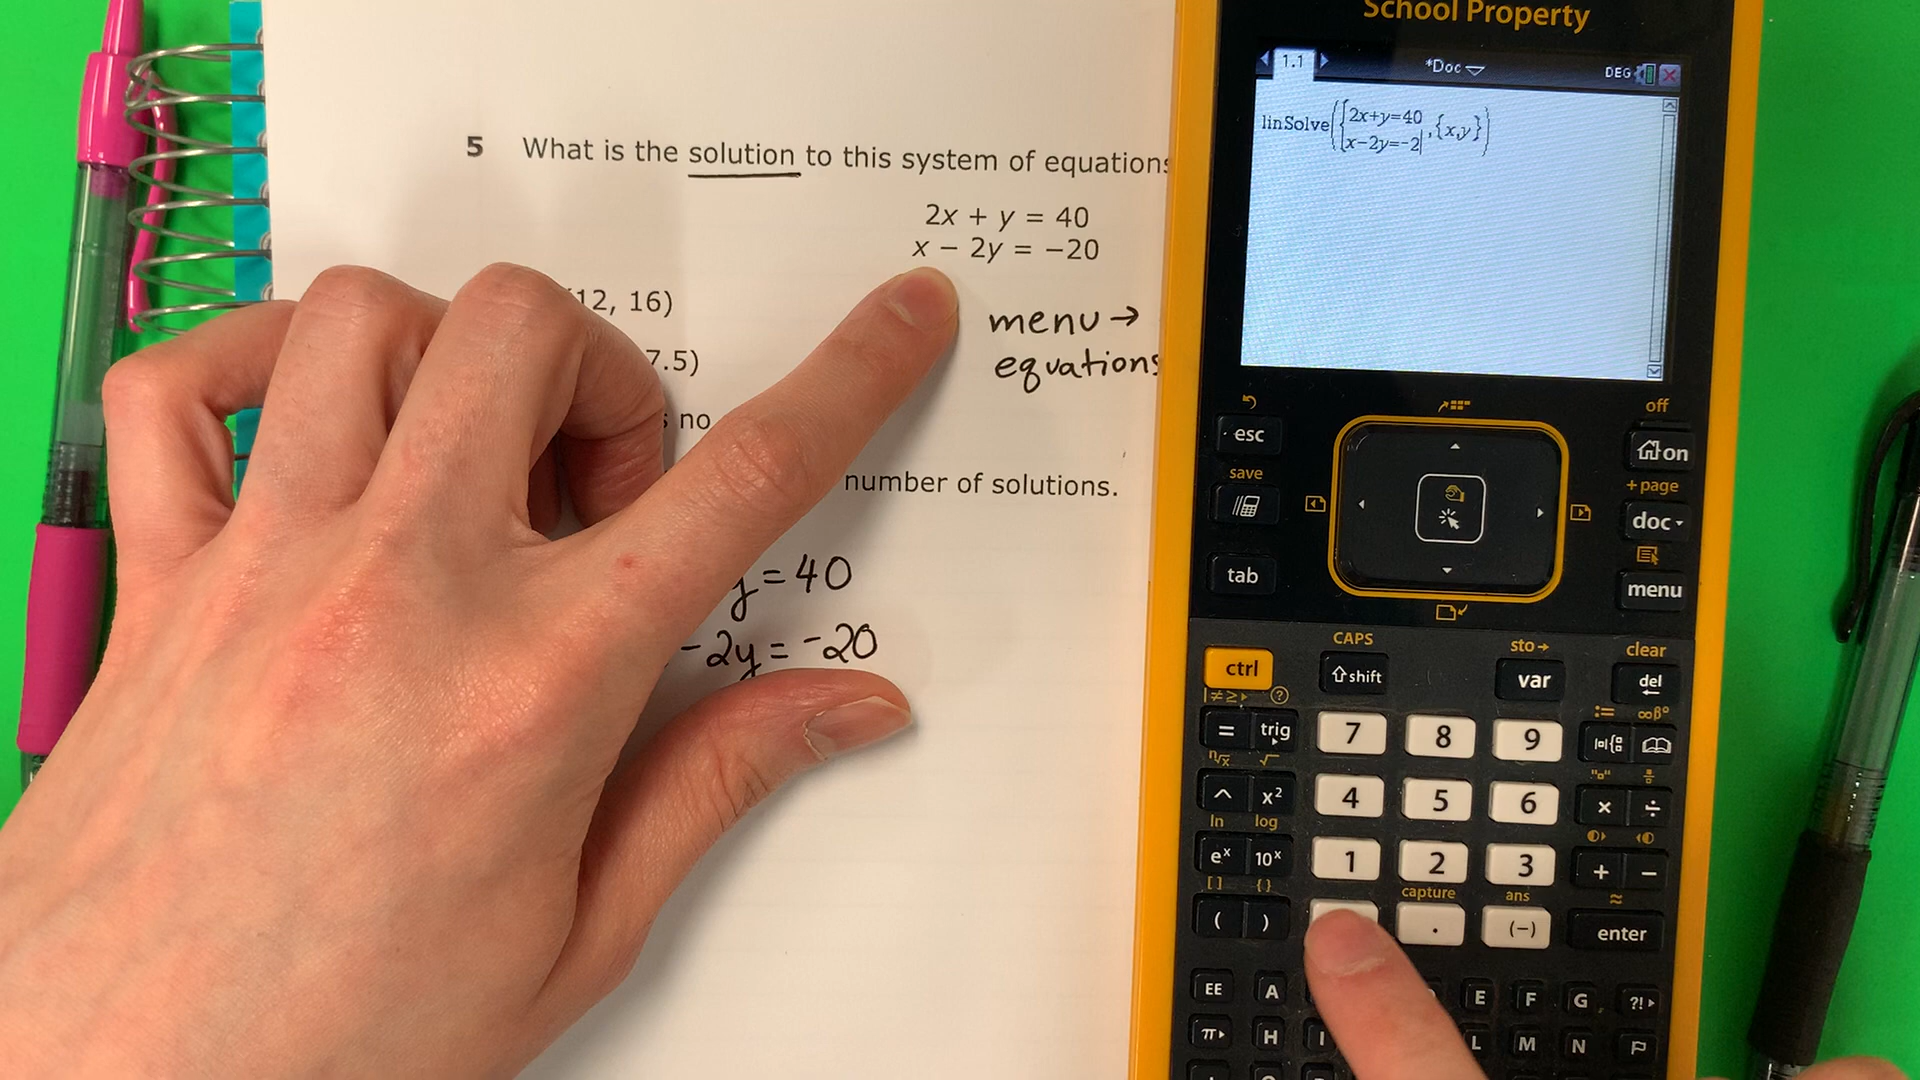 School Property
1.1 *Doc DEG
linSolve({2x+y=40, x-2y=-2},{x,y})
5 What is the solution to this system of equations
2x + y = 40
x − 2y = −20
12, 16)
menu →
7.5)
equations
no
number of solutions.
y = 40
-2y = -20
off
esc
on
save
+ page
doc
tab
menu
CAPS
sto→
clear
ctrl
shift
var
del
= trig 7 8 9
^ x² 4 5 6 × ÷
ln log
eˣ 10ˣ 1 2 3 + −
[ ] { } capture ans ≈
( ) . (−) enter
EE A E F G ?!
π H I L M N